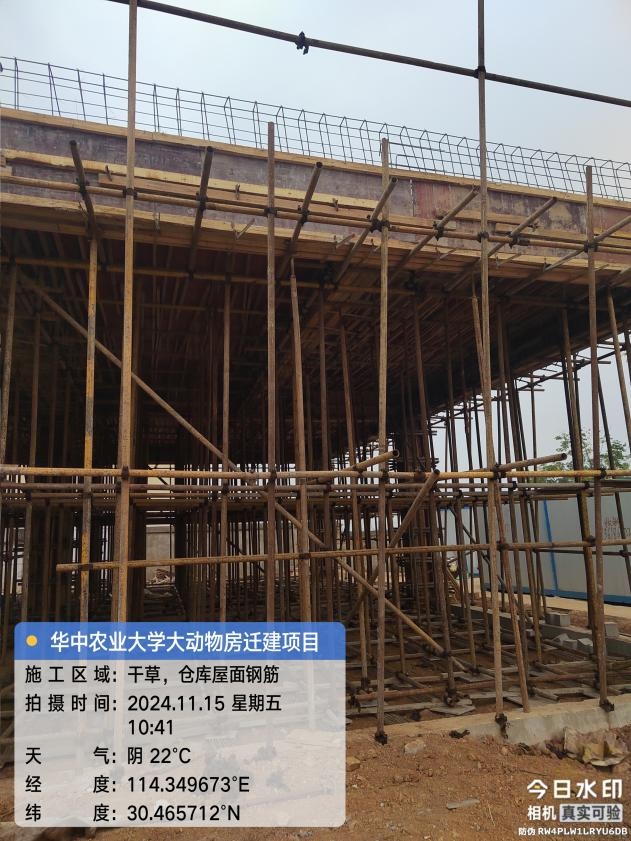 华中农业大学大动物房迁建项目
施工区域：干草，仓库屋面钢筋
拍摄时间：2024.11.15 星期五
10:41
天气：阴 22°C
经度：114.349673°E
纬度：30.465712°N
今日水印
相机 真实可验
防伪 RW4PLW1LRYU6DB